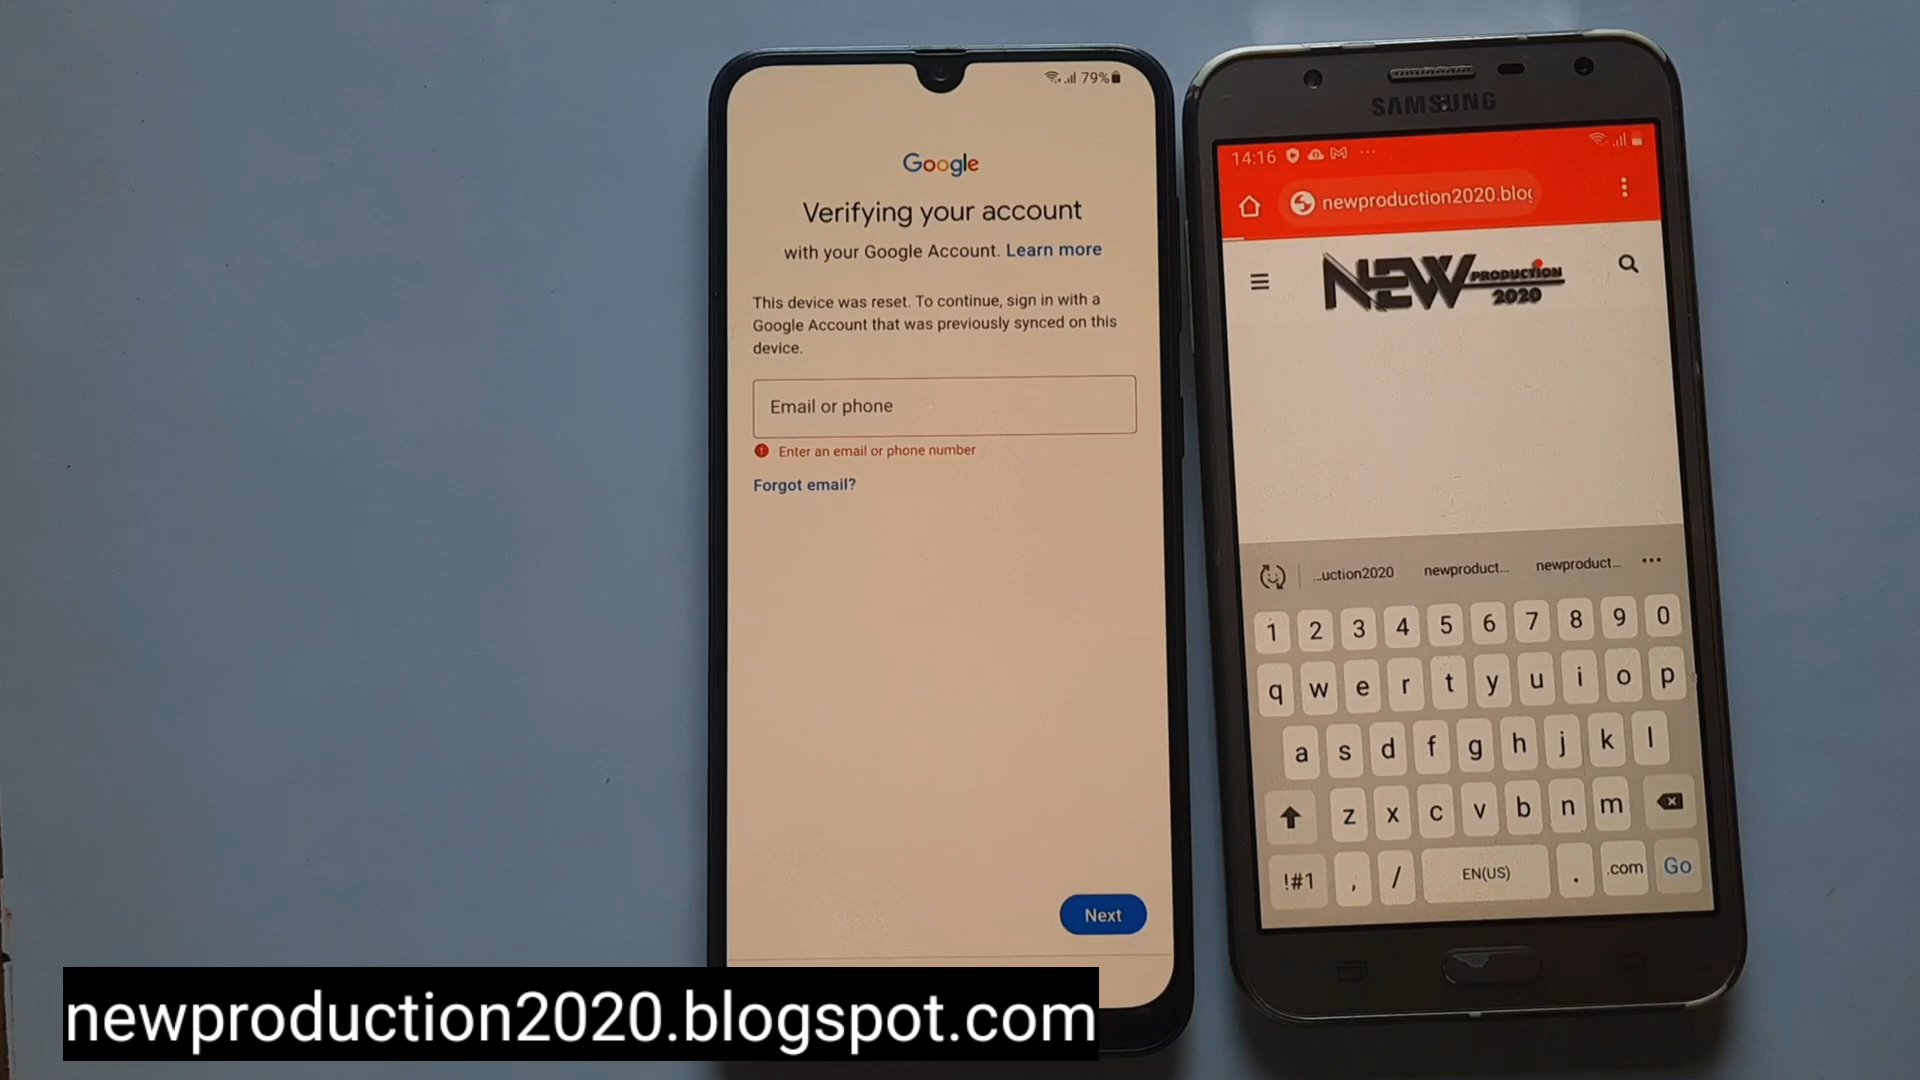 79%
Google
Verifying your account
with your Google Account. Learn more
This device was reset. To continue, sign in with a
Google Account that was previously synced on this
device.
Email or phone
Enter an email or phone number
Forgot email?
Next
SAMSUNG
14:16
newproduction2020.blog
NEW PRODUCTION
2020
...uction2020 newproduct... newproduct...
1 2 3 4 5 6 7 8 9 0
q w e r t y u i o p
a s d f g h j k l
z x c v b n m
!#1 , / EN(US) . .com Go
newproduction2020.blogspot.com